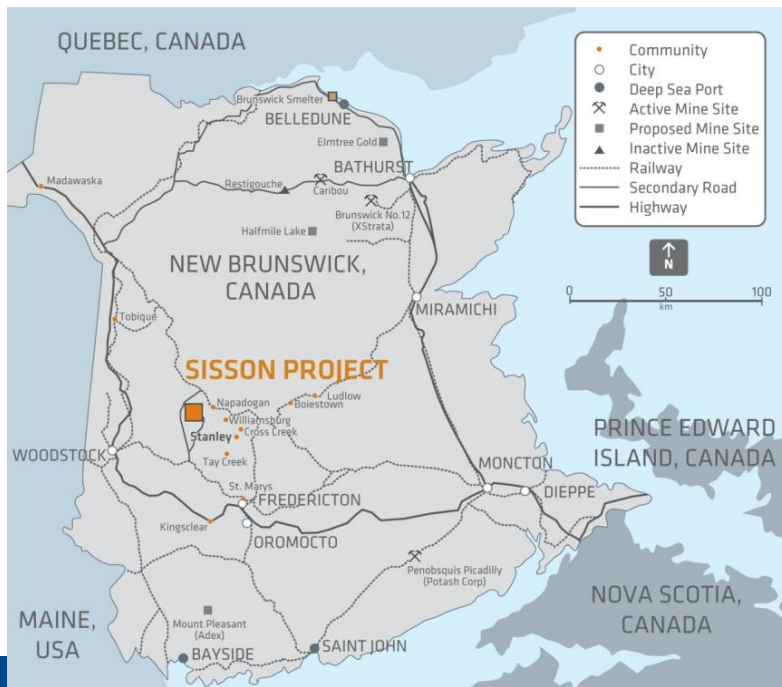 QUEBEC, CANADA
Brunswick Smelter
BELLEDUNE
Elmtree Gold
BATHURST
Madawaska
Restigouche
Caribou
Brunswick No.12
(XStrata)
Halfmile Lake
NEW BRUNSWICK,
CANADA
MIRAMICHI
Tobique
SISSON PROJECT
Ludlow
Napadogan
Boiestown
Williamsburg
Stanley
Cross Creek
WOODSTOCK
Tay Creek
St. Marys
FREDERICTON
MONCTON
DIEPPE
Kingsclear
OROMOCTO
Penobsquis Picadilly
(Potash Corp)
MAINE,
USA
Mount Pleasant
(Adex)
BAYSIDE
SAINT JOHN
PRINCE EDWARD
ISLAND, CANADA
NOVA SCOTIA,
CANADA
Community
City
Deep Sea Port
Active Mine Site
Proposed Mine Site
Inactive Mine Site
Railway
Secondary Road
Highway
N
0 50 100
km